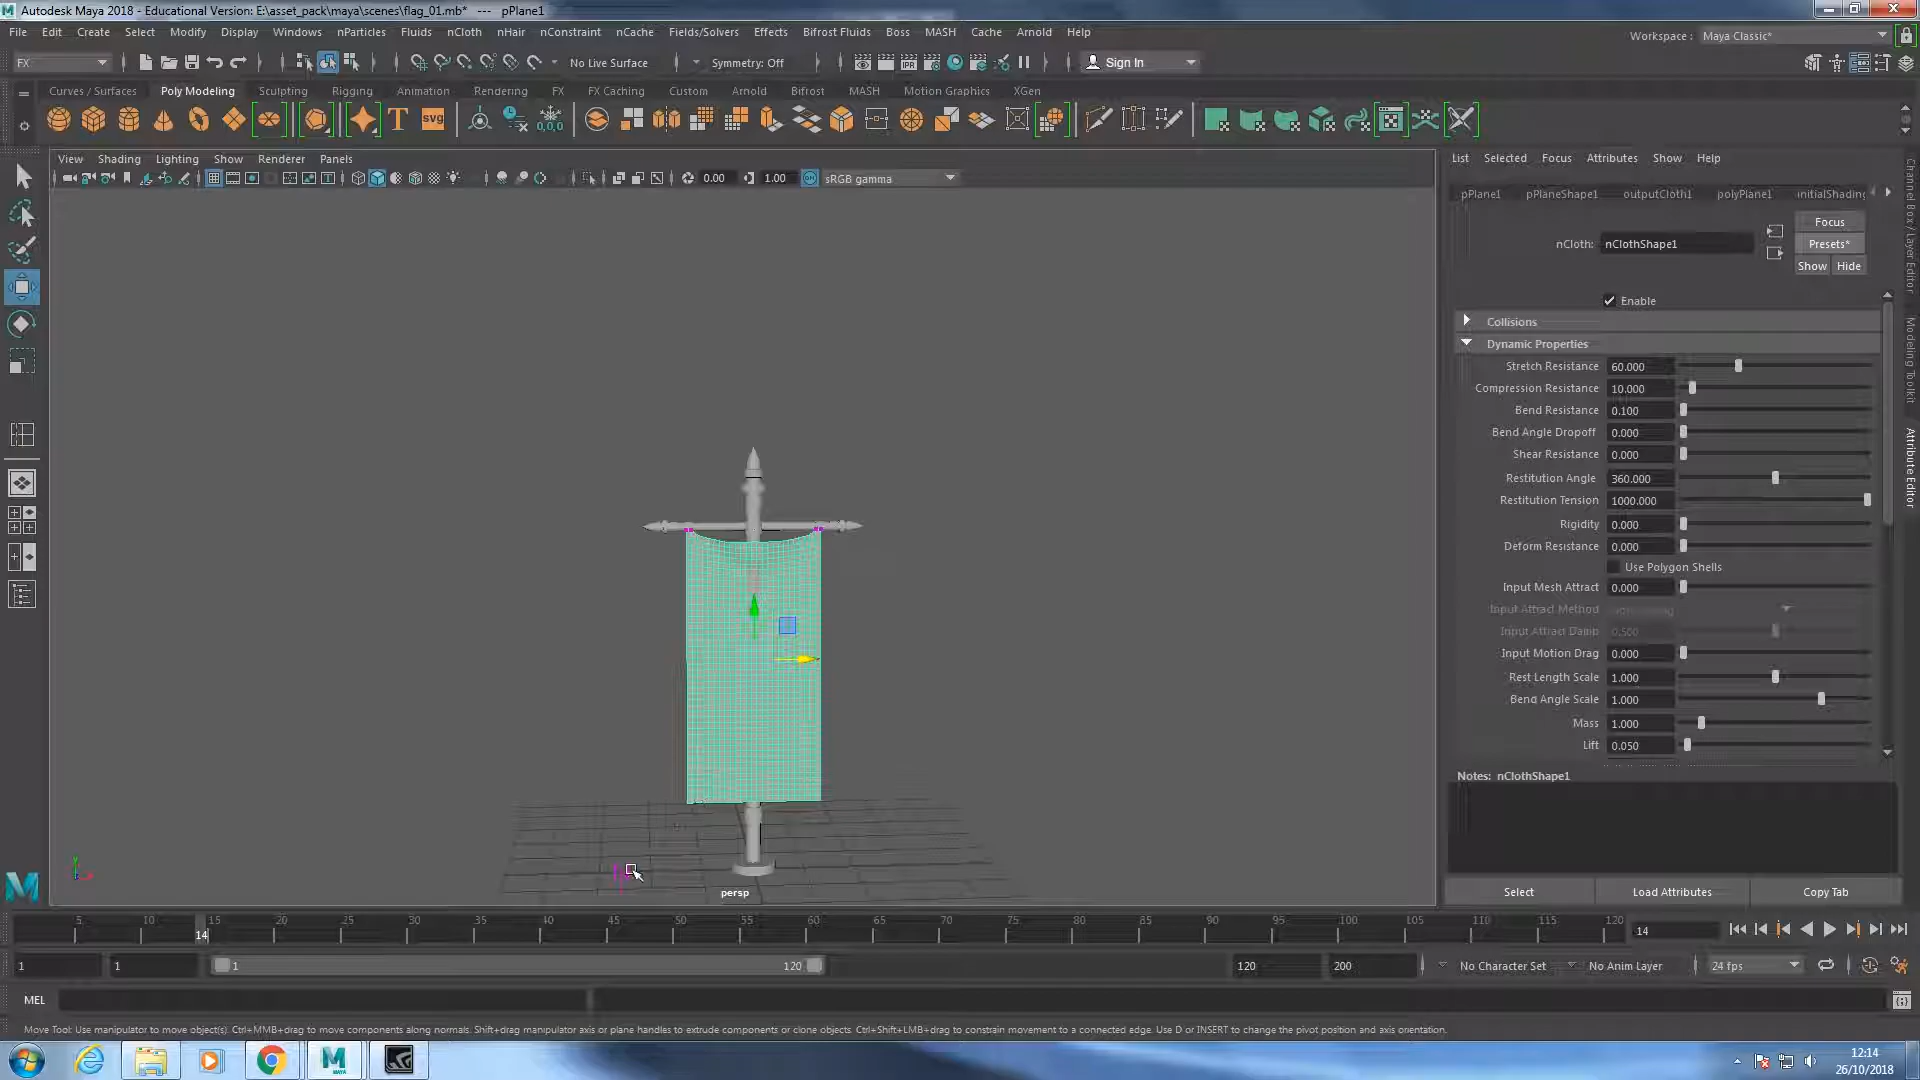 Autodesk Maya 2018 - Educational Version: E:\asset_pack\maya\scenes\flag_01.mb* --- pPlane1
File Edit Create Select Modify Display Windows nParticles Fluids nCloth nHair nConstraint nCache Fields/Solvers Effects Bifrost Fluids Boss MASH Cache Arnold Help
Workspace : Maya Classic*
FX No Live Surface Symmetry: Off Sign In
Curves / Surfaces Poly Modeling Sculpting Rigging Animation Rendering FX FX Caching Custom Arnold Bifrost MASH Motion Graphics XGen
T svg 0,0,0
View Shading Lighting Show Renderer Panels
0.00 1.00 sRGB gamma
List Selected Focus Attributes Show Help
pPlane1 pPlaneShape1 outputCloth1 polyPlane1 initialShading
Focus
nCloth: nClothShape1
Presets*
Show Hide
Enable
Collisions
Dynamic Properties
Stretch Resistance 60.000
Compression Resistance 10.000
Bend Resistance 0.100
Bend Angle Dropoff 0.000
Shear Resistance 0.000
Restitution Angle 360.000
Restitution Tension 1000.000
Rigidity 0.000
Deform Resistance 0.000
Use Polygon Shells
Input Mesh Attract 0.000
Input Attract Method
Input Attract Damp 0.500
Input Motion Drag 0.000
Rest Length Scale 1.000
Bend Angle Scale 1.000
Mass 1.000
Lift 0.050
Notes: nClothShape1
Select Load Attributes Copy Tab
Channel Box / Layer Editor
Modeling Toolkit
Attribute Editor
persp
5 10 15 20 25 30 35 40 45 50 55 60 65 70 75 80 85 90 95 100 105 110 115 120
14
14
1 1 1 120 120 200 No Character Set No Anim Layer 24 fps
MEL
Move Tool: Use manipulator to move object(s). Ctrl+MMB+drag to move components along normals. Shift+drag manipulator axis or plane handles to extrude components or clone objects. Ctrl+Shift+LMB+drag to constrain movement to a connected edge. Use D or INSERT to change the pivot position and axis orientation.
12:14
26/10/2018